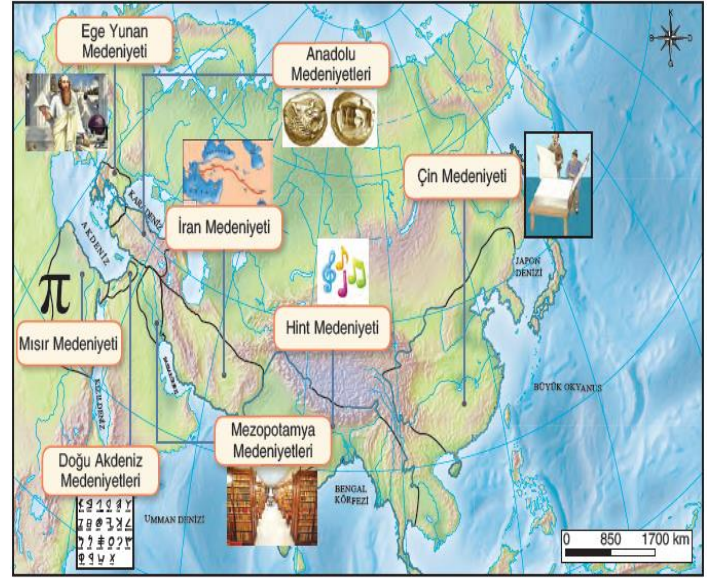 Ege Yunan
Medeniyeti
Anadolu
Medeniyetleri
K
Çin Medeniyeti
İran Medeniyeti
KARADENİZ
AKDENİZ
JAPON
DENİZİ
π
Hint Medeniyeti
Mısır Medeniyeti
KIZILDENİZ
BÜYÜK OKYANUS
Mezopotamya
Medeniyetleri
Doğu Akdeniz
Medeniyetleri
UMMAN DENİZİ
BENGAL
KÖRFEZİ
0 850 1700 km